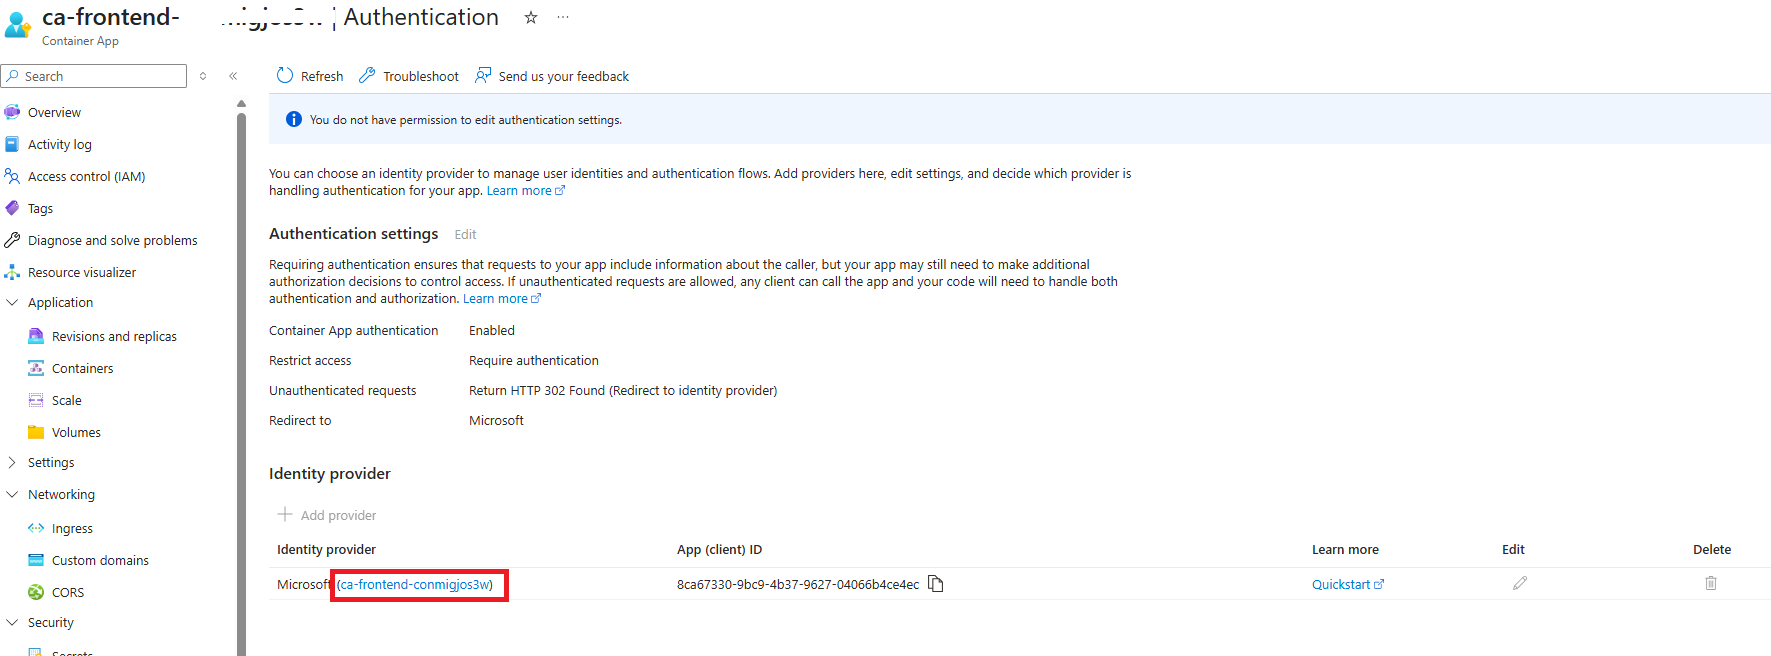 ca-frontend- | Authentication
Container App
Search
Refresh Troubleshoot Send us your feedback
You do not have permission to edit authentication settings.
Overview
Activity log
Access control (IAM)
Tags
Diagnose and solve problems
Resource visualizer
Application
Revisions and replicas
Containers
Scale
Volumes
Settings
Networking
Ingress
Custom domains
CORS
Security
Secrets
You can choose an identity provider to manage user identities and authentication flows. Add providers here, edit settings, and decide which provider is
handling authentication for your app. Learn more
Authentication settings Edit
Requiring authentication ensures that requests to your app include information about the caller, but your app may still need to make additional
authorization decisions to control access. If unauthenticated requests are allowed, any client can call the app and your code will need to handle both
authentication and authorization. Learn more
Container App authentication Enabled
Restrict access Require authentication
Unauthenticated requests Return HTTP 302 Found (Redirect to identity provider)
Redirect to Microsoft
Identity provider
Add provider
Identity provider App (client) ID Learn more Edit Delete
Microsoft (ca-frontend-conmigjos3w) 8ca67330-9bc9-4b37-9627-04066b4ce4ec Quickstart